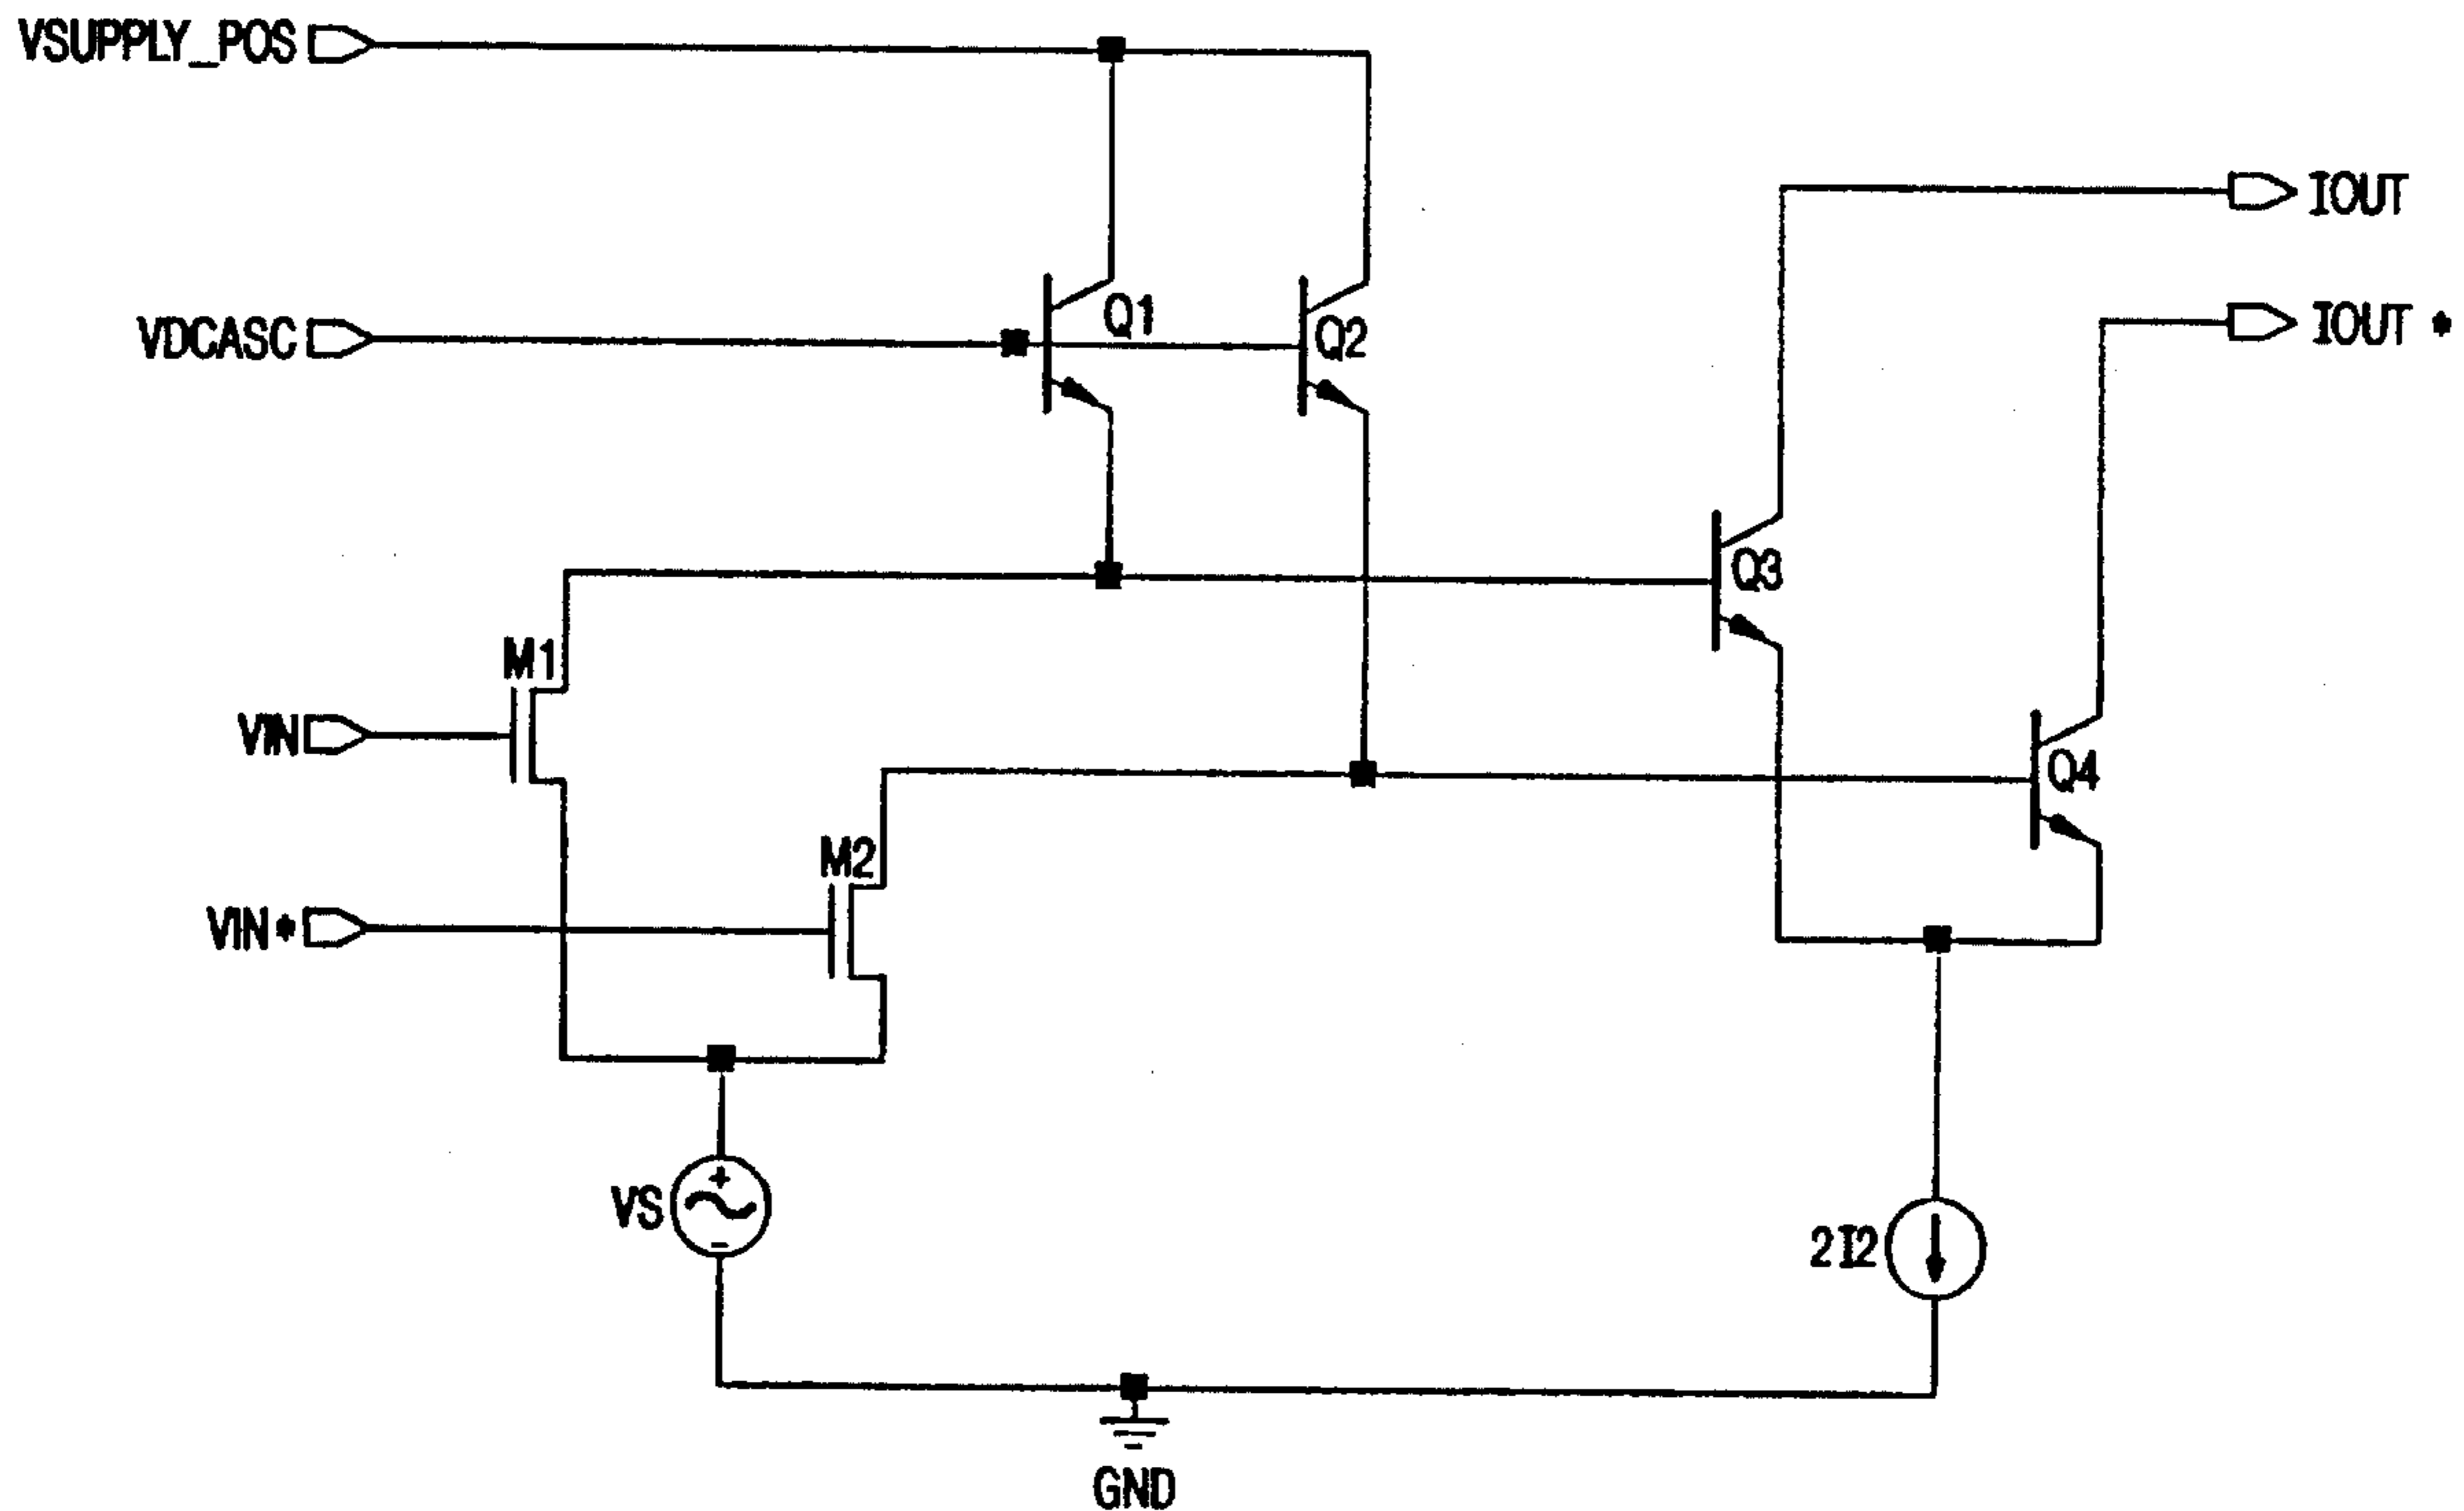 VSUPPLY_POS
IOUT
VDCASC
Q1
Q2
IOUT *
Q3
M1
VIN
Q4
M2
VIN *
VS
+
-
2I2
GND